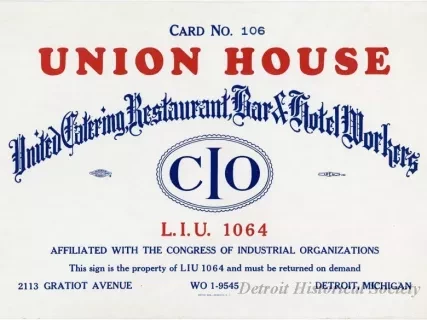 CARD NO. 106
UNION HOUSE
United Catering, Restaurant, Bar & Hotel Workers
CIO
L.I.U. 1064
AFFILIATED WITH THE CONGRESS OF INDUSTRIAL ORGANIZATIONS
This sign is the property of LIU 1064 and must be returned on demand
2113 GRATIOT AVENUE WO 1-9545 DETROIT, MICHIGAN
Detroit Historical Society